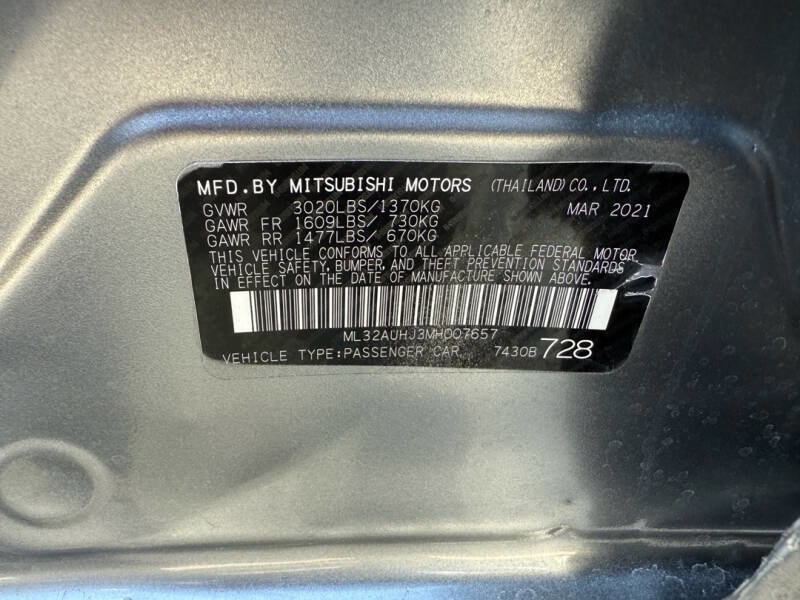 MFD.BY MITSUBISHI MOTORS (THAILAND)CO.,LTD.
GVWR 3020LBS/1370KG MAR 2021
GAWR FR 1609LBS/ 730KG
GAWR RR 1477LBS/ 670KG
THIS VEHICLE CONFORMS TO ALL APPLICABLE FEDERAL MOTOR
VEHICLE SAFETY, BUMPER, AND THEFT PREVENTION STANDARDS
IN EFFECT ON THE DATE OF MANUFACTURE SHOWN ABOVE.
ML32AUHJ3MH007657
VEHICLE TYPE:PASSENGER CAR 7430B 728